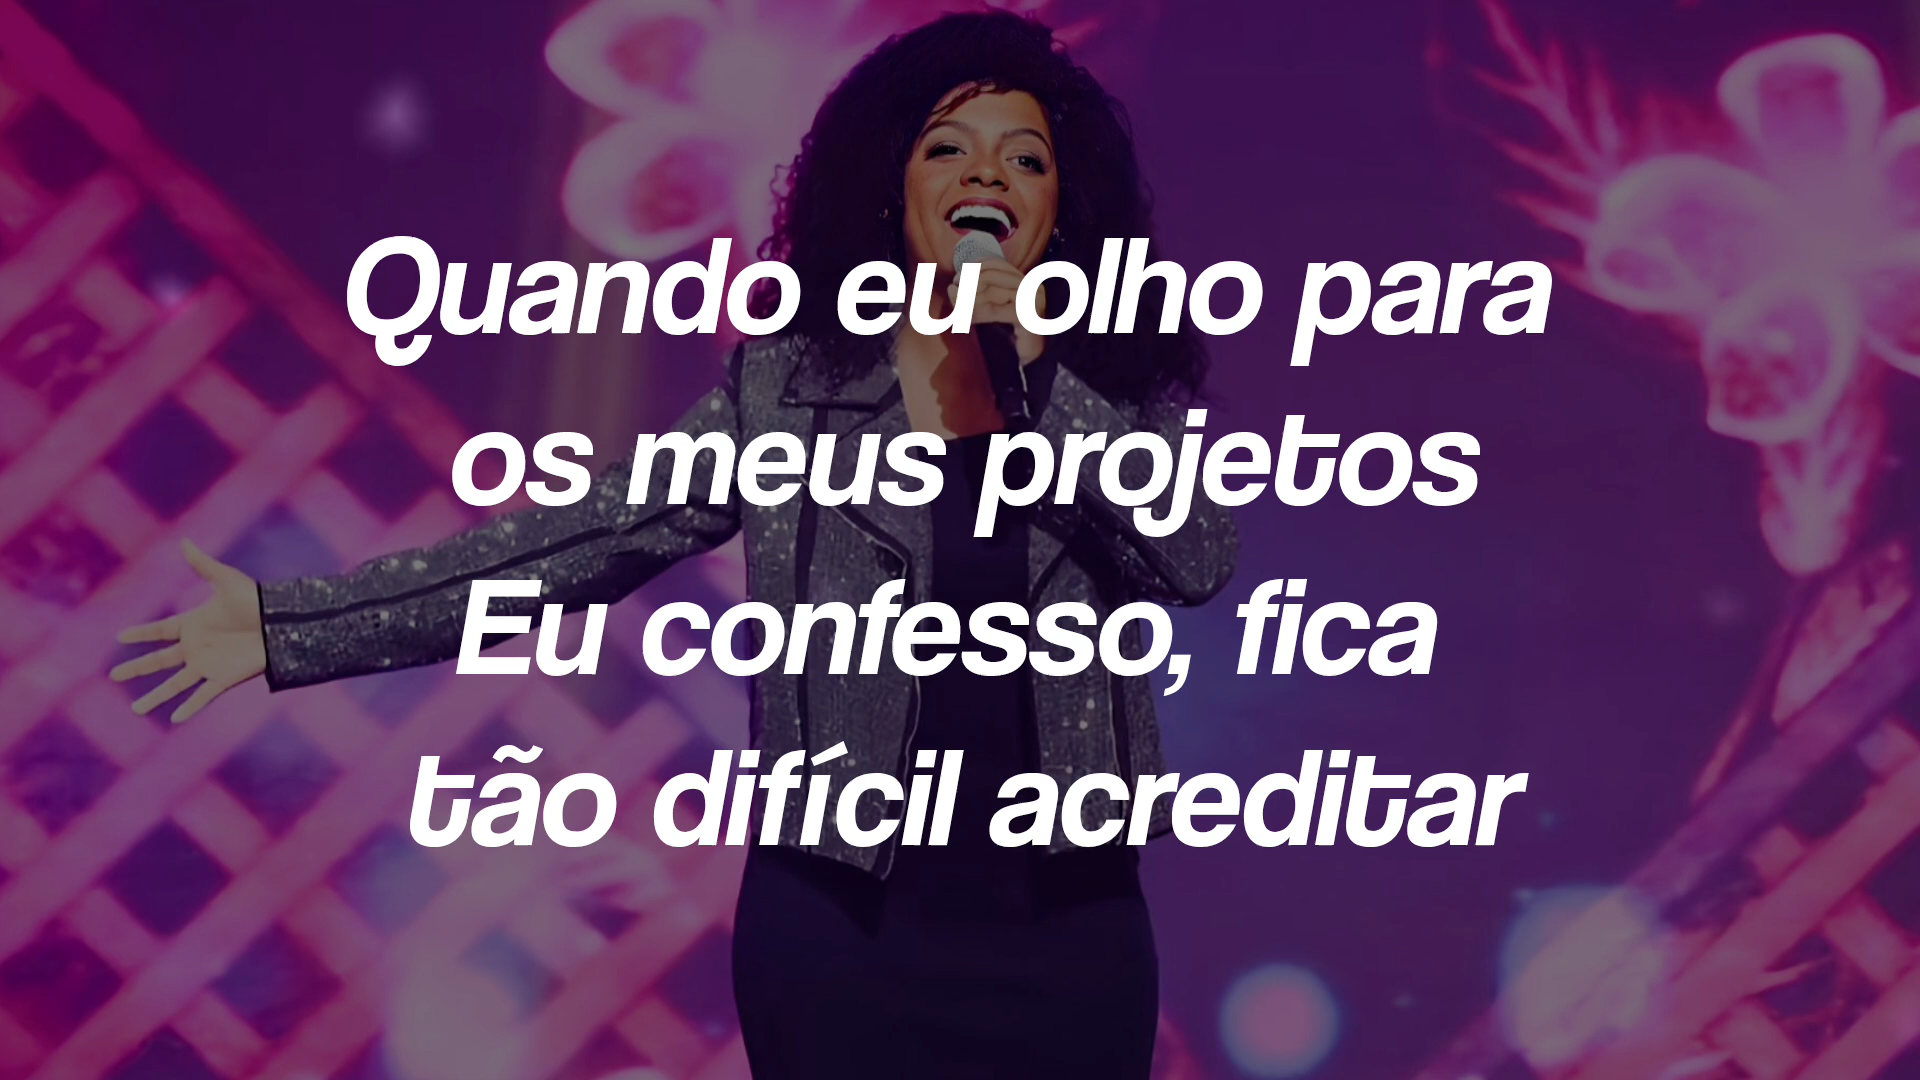 Quando eu olho para
os meus projetos
Eu confesso, fica
tão difícil acreditar